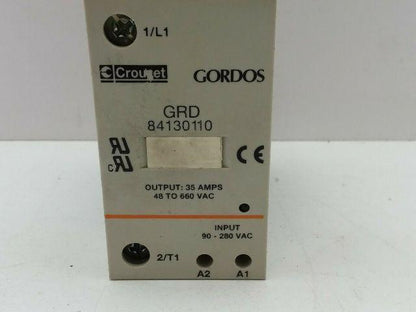 1/L1
Crouzet GORDOS
GRD
84130110
CE
OUTPUT: 35 AMPS
48 TO 660 VAC
INPUT
90 - 280 VAC
2/T1
A2 A1